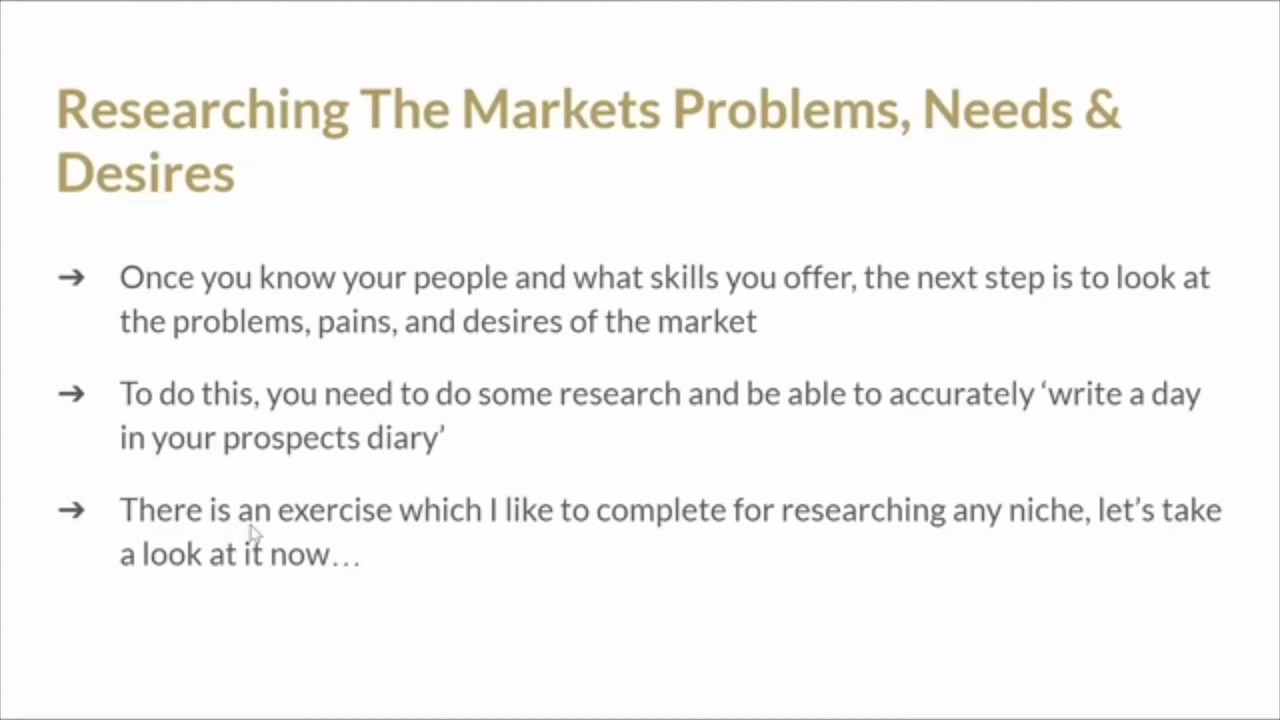 Researching The Markets Problems, Needs &
Desires
➔ Once you know your people and what skills you offer, the next step is to look at
the problems, pains, and desires of the market
➔ To do this, you need to do some research and be able to accurately ‘write a day
in your prospects diary’
➔ There is an exercise which I like to complete for researching any niche, let’s take
a look at it now…